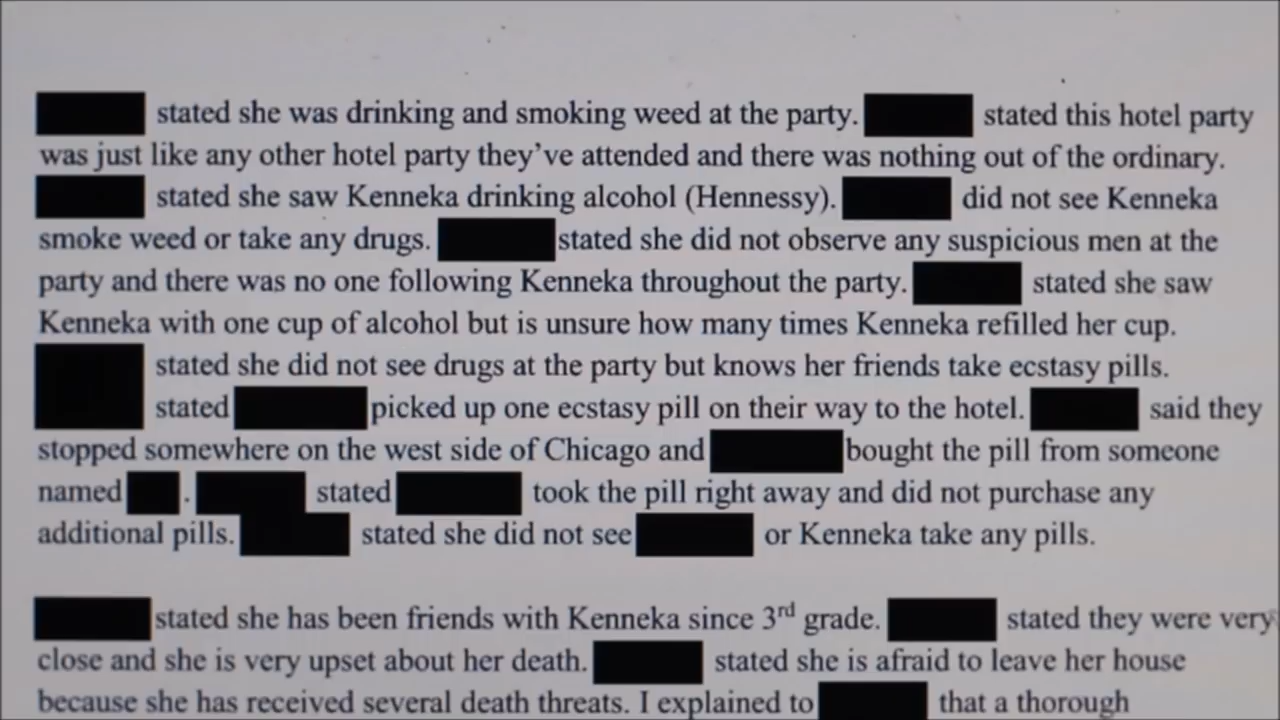 stated she was drinking and smoking weed at the party. stated this hotel party
was just like any other hotel party they've attended and there was nothing out of the ordinary.
stated she saw Kenneka drinking alcohol (Hennessy). did not see Kenneka
smoke weed or take any drugs. stated she did not observe any suspicious men at the
party and there was no one following Kenneka throughout the party. stated she saw
Kenneka with one cup of alcohol but is unsure how many times Kenneka refilled her cup.
stated she did not see drugs at the party but knows her friends take ecstasy pills.
stated picked up one ecstasy pill on their way to the hotel. said they
stopped somewhere on the west side of Chicago and bought the pill from someone
named . stated took the pill right away and did not purchase any
additional pills. stated she did not see or Kenneka take any pills.
stated she has been friends with Kenneka since 3rd grade. stated they were very
close and she is very upset about her death. stated she is afraid to leave her house
because she has received several death threats. I explained to that a thorough